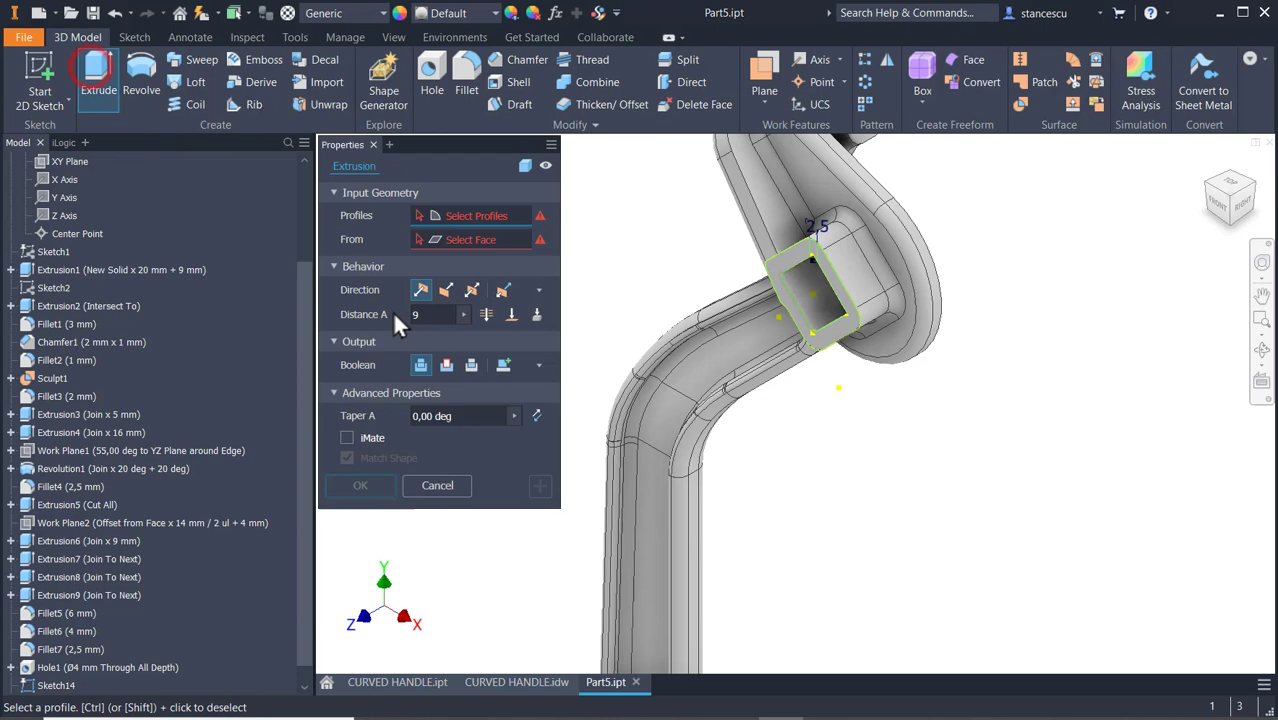 Generic
Default
Part5.ipt
Search Help & Commands...
stancescu
File 3D Model Sketch Annotate Inspect Tools Manage View Environments Get Started Collaborate
Start
2D Sketch
Extrude
Revolve
Sweep
Loft
Coil
Emboss
Derive
Rib
Decal
Import
Unwrap
Shape
Generator
Hole
Fillet
Chamfer
Shell
Draft
Thread
Combine
Thicken/ Offset
Split
Direct
Delete Face
Plane
Axis
Point
UCS
Box
Face
Convert
Patch
Stress
Analysis
Convert to
Sheet Metal
Sketch
Create
Explore
Modify
Work Features
Pattern
Create Freeform
Surface
Simulation
Convert
Model
iLogic
XY Plane
X Axis
Y Axis
Z Axis
Center Point
Sketch1
Extrusion1 (New Solid x 20 mm + 9 mm)
Sketch2
Extrusion2 (Intersect To)
Fillet1 (3 mm)
Chamfer1 (2 mm x 1 mm)
Fillet2 (1 mm)
Sculpt1
Fillet3 (2 mm)
Extrusion3 (Join x 5 mm)
Extrusion4 (Join x 16 mm)
Work Plane1 (55,00 deg to YZ Plane around Edge)
Revolution1 (Join x 20 deg + 20 deg)
Fillet4 (2,5 mm)
Extrusion5 (Cut All)
Work Plane2 (Offset from Face x 14 mm / 2 ul + 4 mm)
Extrusion6 (Join x 9 mm)
Extrusion7 (Join To Next)
Extrusion8 (Join To Next)
Extrusion9 (Join To Next)
Fillet5 (6 mm)
Fillet6 (4 mm)
Fillet7 (2,5 mm)
Hole1 (Ø4 mm Through All Depth)
Sketch14
Properties
Extrusion
Input Geometry
Profiles Select Profiles
From Select Face
Behavior
Direction
Distance A 9
Output
Boolean
Advanced Properties
Taper A 0,00 deg
iMate
Match Shape
OK Cancel
2,5
TOP
FRONT
RIGHT
Y
Z
X
CURVED HANDLE.ipt CURVED HANDLE.idw Part5.ipt
Select a profile. [Ctrl] (or [Shift]) + click to deselect
1 3